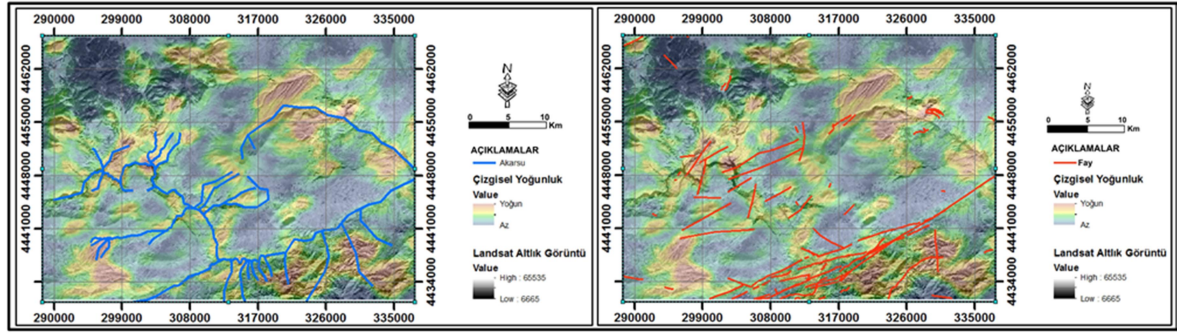 290000 299000 308000 317000 326000 335000
4462000
4455000
4448000
4441000
4434000
290000 299000 308000 317000 326000 335000
N
0 5 10
Km
AÇIKLAMALAR
Akarsu
Çizgisel Yoğunluk
Value
Yoğun
Az
Landsat Altlık Görüntü
Value
High : 65535
Low : 6665
290000 299000 308000 317000 326000 335000
4462000
4455000
4448000
4441000
4434000
290000 299000 308000 317000 326000 335000
N
0 5 10
Km
AÇIKLAMALAR
Fay
Çizgisel Yoğunluk
Value
Yoğun
Az
Landsat Altlık Görüntü
Value
High : 65535
Low : 6665